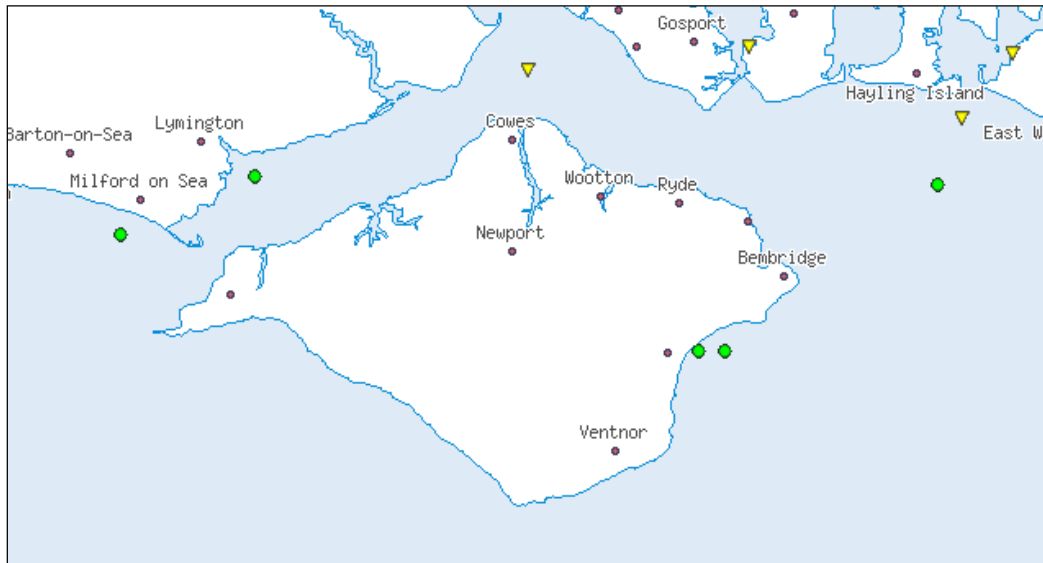 Gosport
Hayling Island
Cowes
Lymington
Barton-on-Sea
East W
Milford on Sea
Wootton
Ryde
Newport
Bembridge
Ventnor